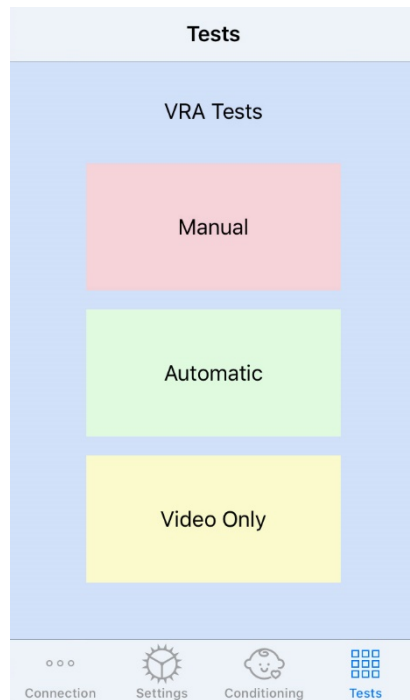 Tests
VRA Tests
Manual
Automatic
Video Only
Connection Settings Conditioning Tests